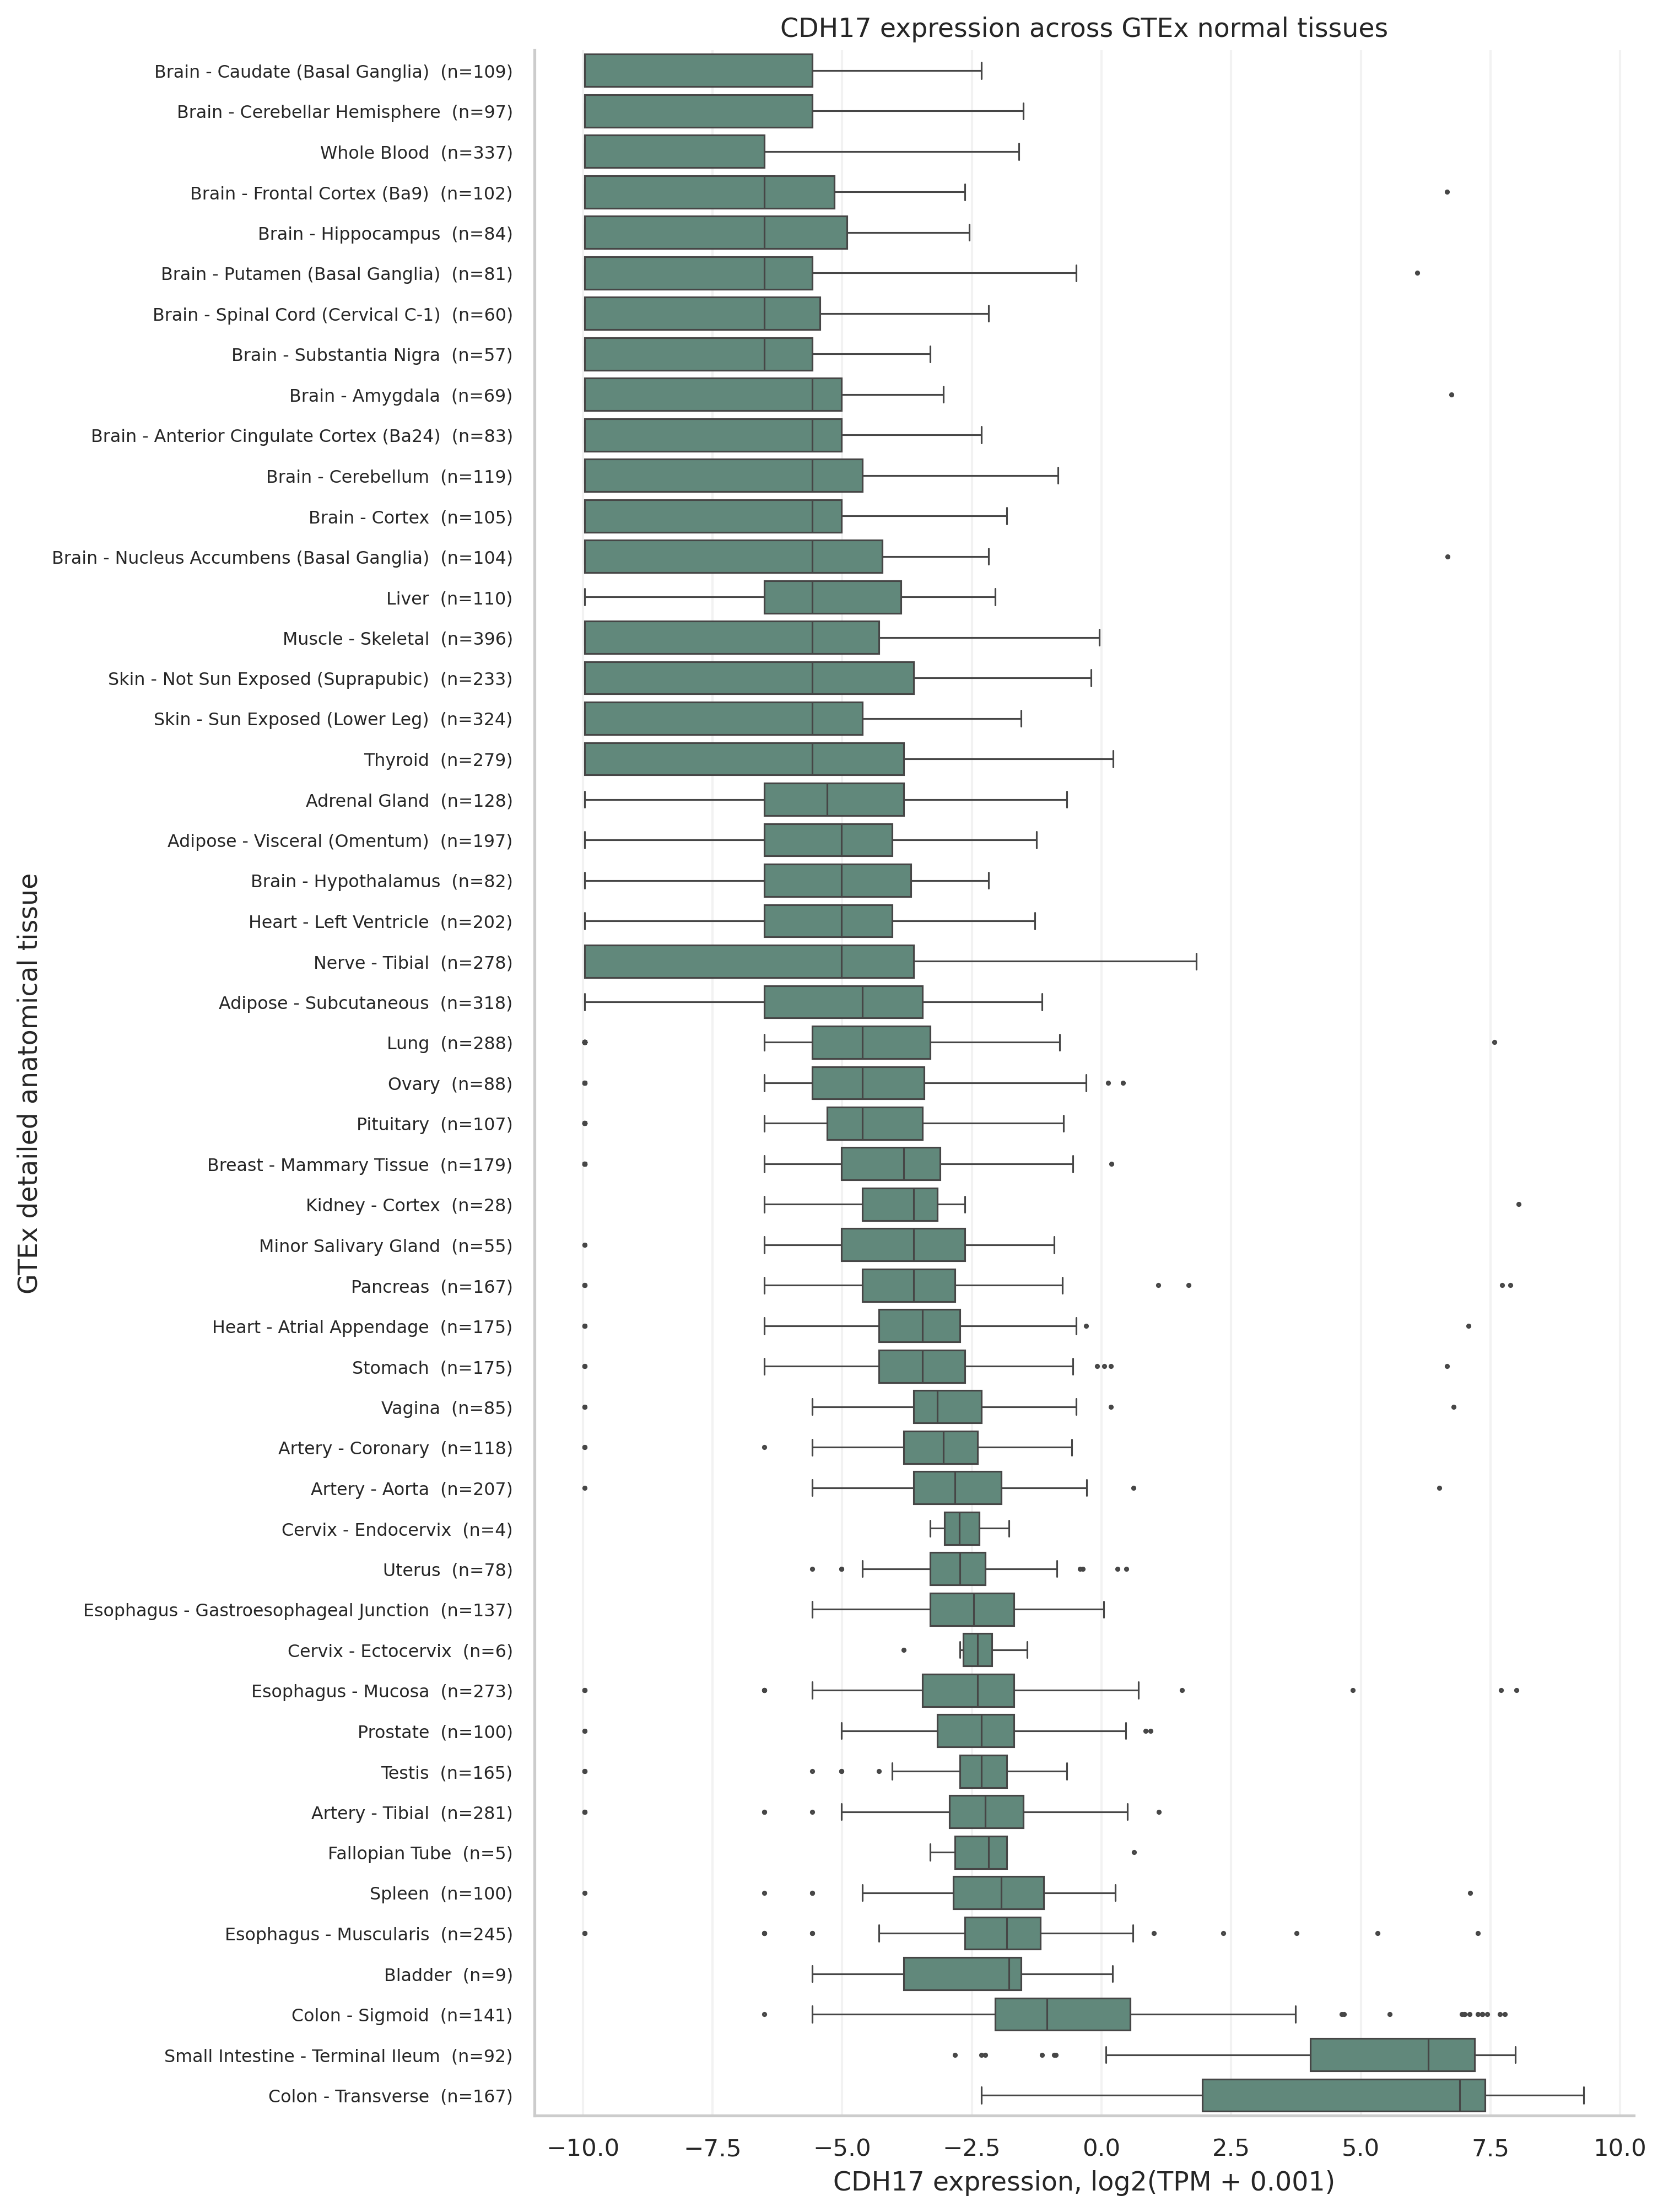 CDH17 expression across GTEx normal tissues
GTEx detailed anatomical tissue
Brain - Caudate (Basal Ganglia) (n=109)
Brain - Cerebellar Hemisphere (n=97)
Whole Blood (n=337)
Brain - Frontal Cortex (Ba9) (n=102)
Brain - Hippocampus (n=84)
Brain - Putamen (Basal Ganglia) (n=81)
Brain - Spinal Cord (Cervical C-1) (n=60)
Brain - Substantia Nigra (n=57)
Brain - Amygdala (n=69)
Brain - Anterior Cingulate Cortex (Ba24) (n=83)
Brain - Cerebellum (n=119)
Brain - Cortex (n=105)
Brain - Nucleus Accumbens (Basal Ganglia) (n=104)
Liver (n=110)
Muscle - Skeletal (n=396)
Skin - Not Sun Exposed (Suprapubic) (n=233)
Skin - Sun Exposed (Lower Leg) (n=324)
Thyroid (n=279)
Adrenal Gland (n=128)
Adipose - Visceral (Omentum) (n=197)
Brain - Hypothalamus (n=82)
Heart - Left Ventricle (n=202)
Nerve - Tibial (n=278)
Adipose - Subcutaneous (n=318)
Lung (n=288)
Ovary (n=88)
Pituitary (n=107)
Breast - Mammary Tissue (n=179)
Kidney - Cortex (n=28)
Minor Salivary Gland (n=55)
Pancreas (n=167)
Heart - Atrial Appendage (n=175)
Stomach (n=175)
Vagina (n=85)
Artery - Coronary (n=118)
Artery - Aorta (n=207)
Cervix - Endocervix (n=4)
Uterus (n=78)
Esophagus - Gastroesophageal Junction (n=137)
Cervix - Ectocervix (n=6)
Esophagus - Mucosa (n=273)
Prostate (n=100)
Testis (n=165)
Artery - Tibial (n=281)
Fallopian Tube (n=5)
Spleen (n=100)
Esophagus - Muscularis (n=245)
Bladder (n=9)
Colon - Sigmoid (n=141)
Small Intestine - Terminal Ileum (n=92)
Colon - Transverse (n=167)
−10.0 −7.5 −5.0 −2.5 0.0 2.5 5.0 7.5 10.0
CDH17 expression, log2(TPM + 0.001)